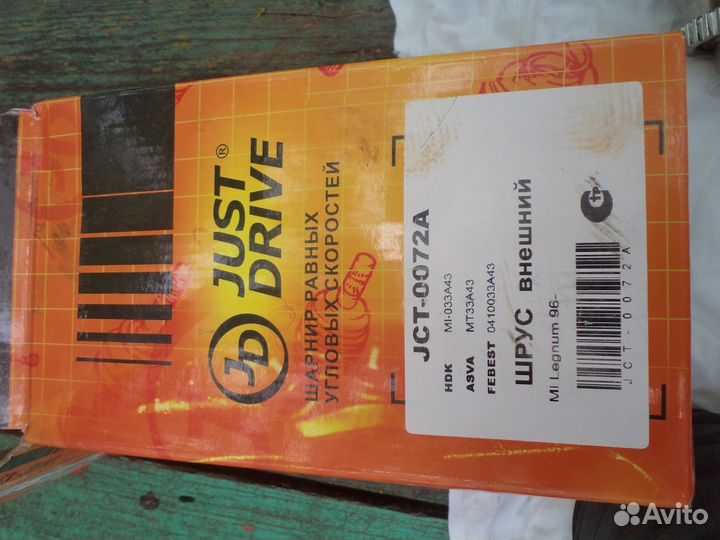 JD JUST
DRIVE ®
ШАРНИР РАВНЫХ
УГЛОВЫХ СКОРОСТЕЙ
JCT-0072A
HDK MI-033A43
ASVA MT33A43
FEBEST 0410033A43
ШРУС внешний
MI Legnum 96-
JCT-0072A
Avito